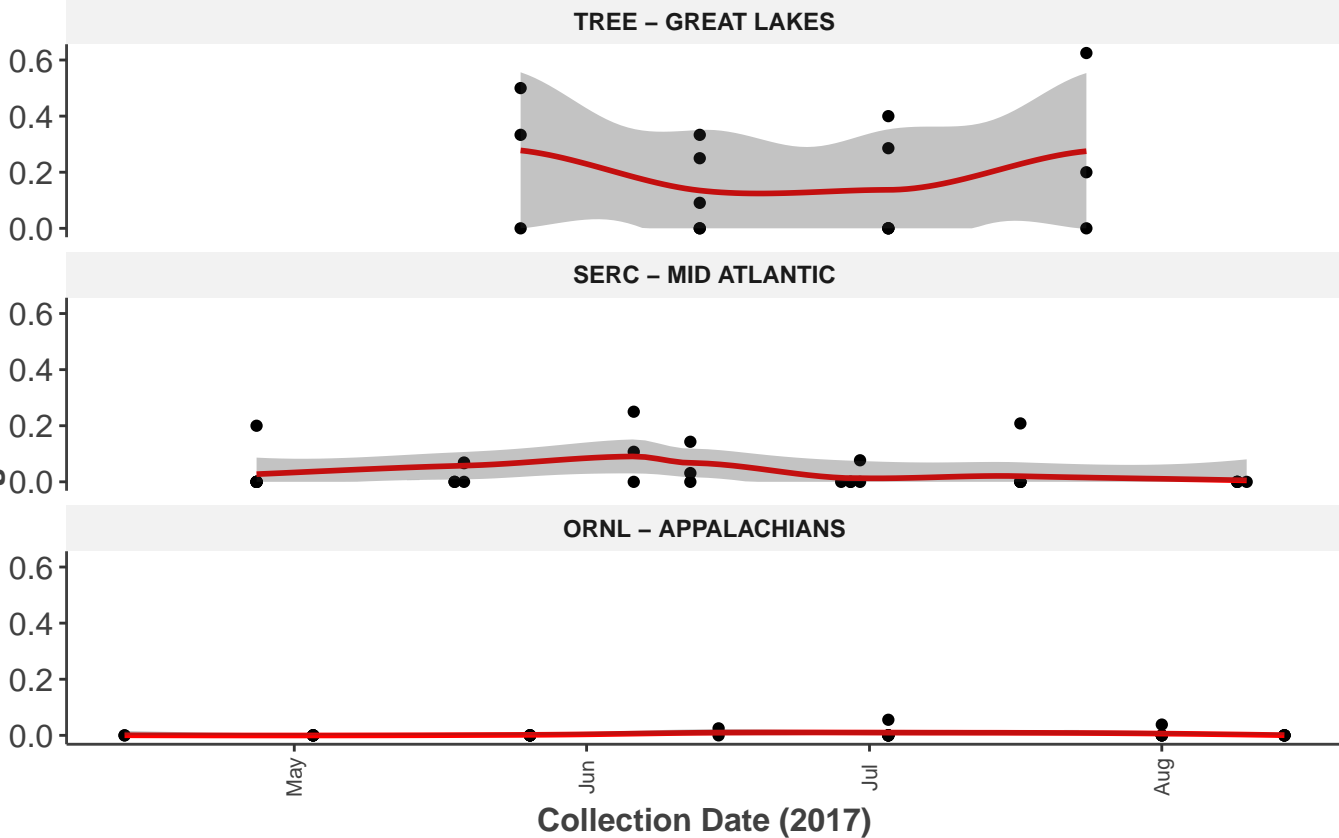 TREE – GREAT LAKES
0.6
0.4
0.2
0.0
SERC – MID ATLANTIC
0.6
0.4
0.2
0.0
ORNL – APPALACHIANS
0.6
0.4
0.2
0.0
May
Jun
Jul
Aug
Collection Date (2017)